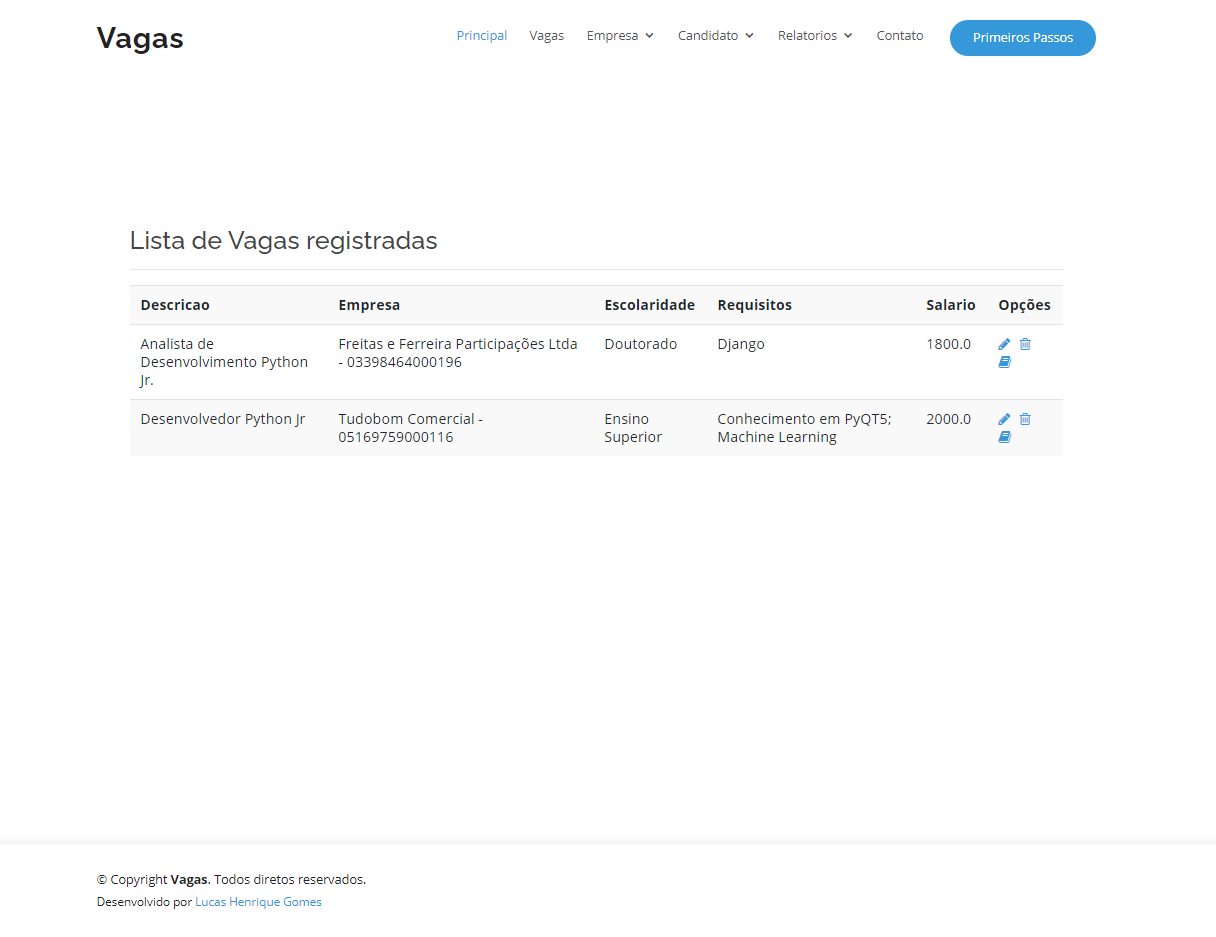 Vagas
Principal Vagas Empresa Candidato Relatorios Contato Primeiros Passos
Lista de Vagas registradas
Descricao Empresa Escolaridade Requisitos Salario Opções
Analista de Freitas e Ferreira Participações Ltda Doutorado Django 1800.0
Desenvolvimento Python - 03398464000196
Jr.
Desenvolvedor Python Jr Tudobom Comercial - Ensino Conhecimento em PyQT5; 2000.0
05169759000116 Superior Machine Learning
© Copyright Vagas. Todos diretos reservados.
Desenvolvido por Lucas Henrique Gomes